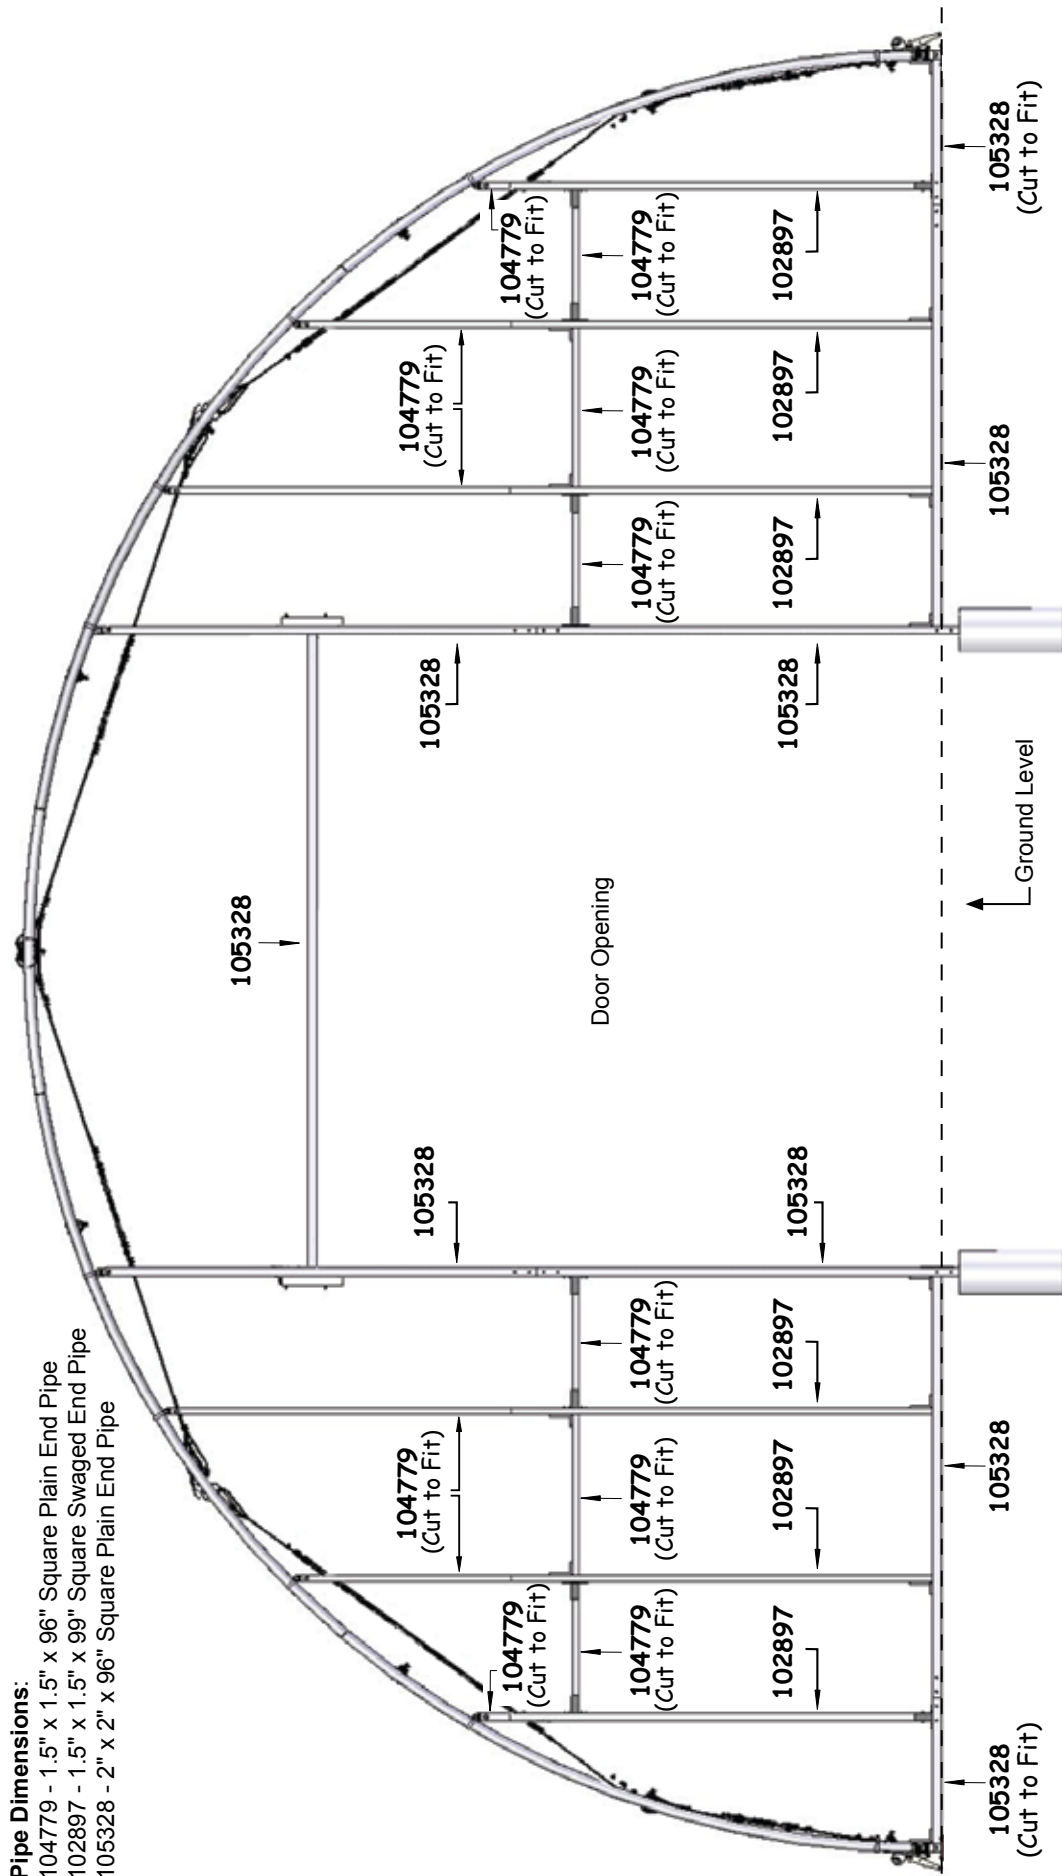 Pipe Dimensions:
104779 - 1.5" x 1.5" x 96" Square Plain End Pipe
102897 - 1.5" x 1.5" x 99" Square Swaged End Pipe
105328 - 2" x 2" x 96" Square Plain End Pipe
105328
104779
(Cut to Fit)
105328
105328
104779
(Cut to Fit)
104779
(Cut to Fit)
104779
(Cut to Fit)
Door Opening
104779
(Cut to Fit)
104779
(Cut to Fit)
104779
(Cut to Fit)
104779
(Cut to Fit)
104779
(Cut to Fit)
104779
(Cut to Fit)
102897
102897
102897
105328
105328
102897
102897
102897
105328
(Cut to Fit)
105328
Ground Level
105328
105328
(Cut to Fit)